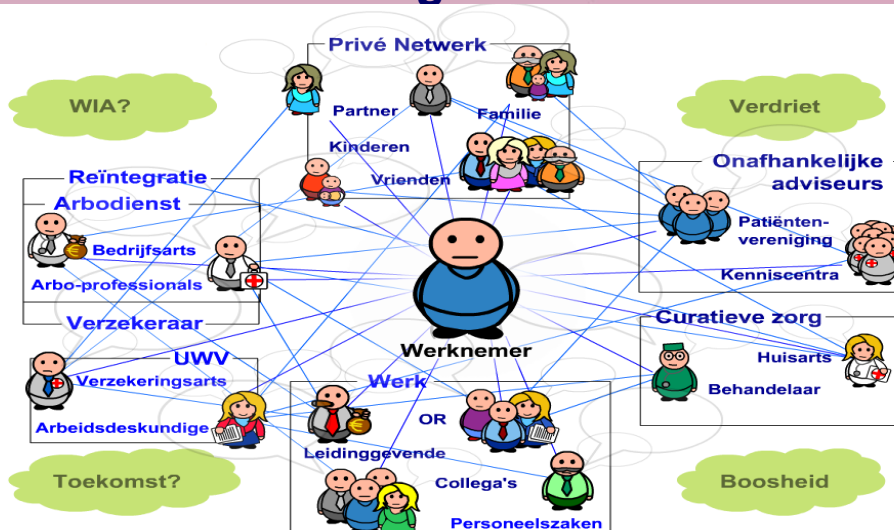 Privé Netwerk
Partner
Familie
Kinderen
Vrienden
WIA?
Verdriet
Reïntegratie
Arbodienst
Bedrijfsarts
Arbo-professionals
Verzekeraar
Onafhankelijke
adviseurs
Patiënten-
vereniging
Kenniscentra
Werknemer
UWV
Verzekeringsarts
Arbeidsdeskundige
Werk
OR
Leidinggevende
Collega's
Personeelszaken
Curatieve zorg
Huisarts
Behandelaar
Toekomst?
Boosheid